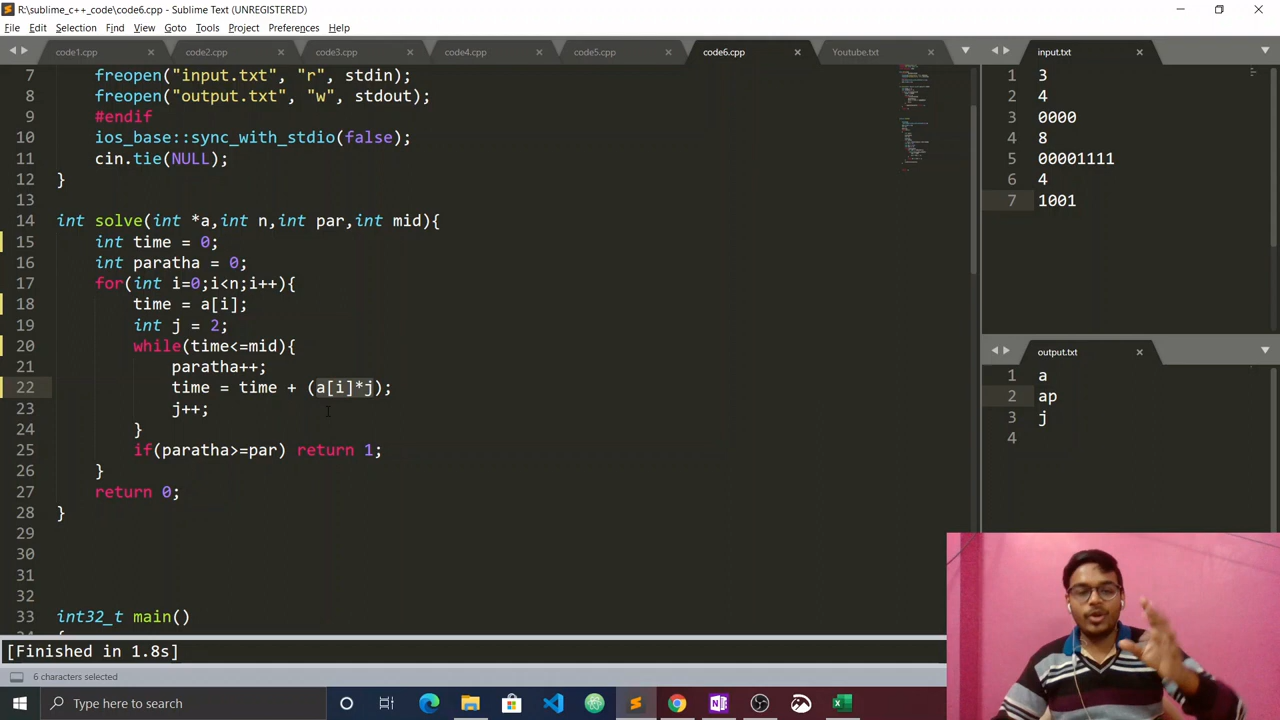 R:\sublime_c++_code\code6.cpp - Sublime Text (UNREGISTERED)
File Edit Selection Find View Goto Tools Project Preferences Help
code1.cpp code2.cpp code3.cpp code4.cpp code5.cpp code6.cpp Youtube.txt
7 freopen("input.txt", "r", stdin);
8 freopen("output.txt", "w", stdout);
9 #endif
10 ios_base::sync_with_stdio(false);
11 cin.tie(NULL);
12 }
13
14 int solve(int *a,int n,int par,int mid){
15 int time = 0;
16 int paratha = 0;
17 for(int i=0;i<n;i++){
18 time = a[i];
19 int j = 2;
20 while(time<=mid){
21 paratha++;
22 time = time + (a[i]*j);
23 j++;
24 }
25 if(paratha>=par) return 1;
26 }
27 return 0;
28 }
29
30
31
32
33 int32_t main()
input.txt
1 3
2 4
3 0000
4 8
5 00001111
6 4
7 1001
output.txt
1 a
2 ap
3 j
4
[Finished in 1.8s]
6 characters selected
Type here to search